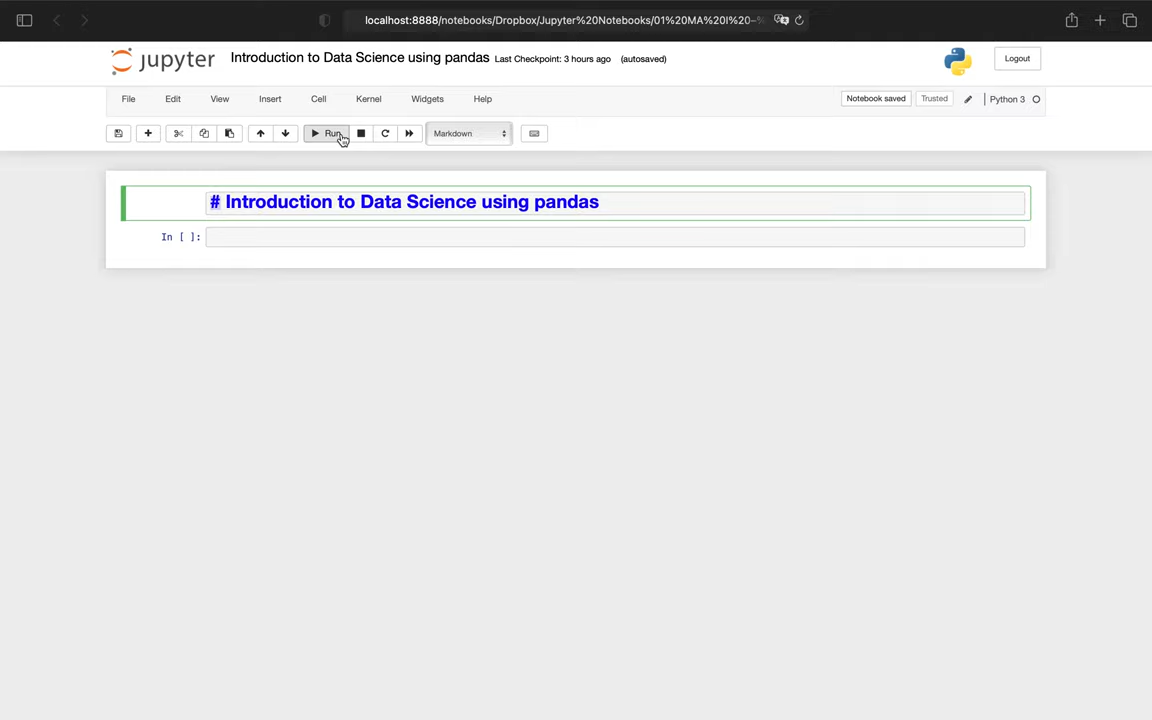 localhost:8888/notebooks/Dropbox/Jupyter%20Notebooks/01%20MA%20I%20-%
jupyter Introduction to Data Science using pandas Last Checkpoint: 3 hours ago (autosaved) Logout
File Edit View Insert Cell Kernel Widgets Help Notebook saved Trusted Python 3
Run Markdown
# Introduction to Data Science using pandas
In [ ]: